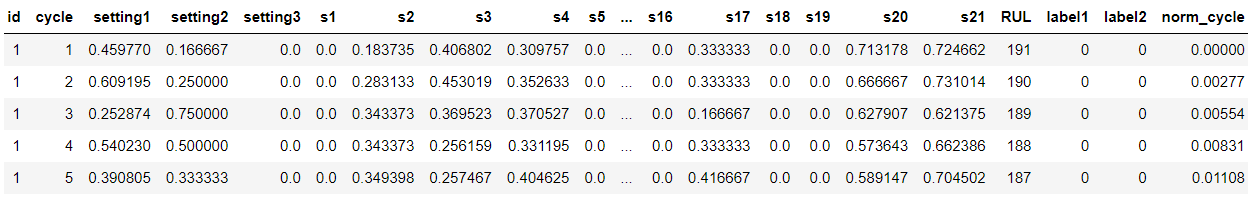 id cycle setting1 setting2 setting3 s1 s2 s3 s4 s5 ... s16 s17 s18 s19 s20 s21 RUL label1 label2 norm_cycle
1 1 0.459770 0.166667 0.0 0.0 0.183735 0.406802 0.309757 0.0 ... 0.0 0.333333 0.0 0.0 0.713178 0.724662 191 0 0 0.00000
1 2 0.609195 0.250000 0.0 0.0 0.283133 0.453019 0.352633 0.0 ... 0.0 0.333333 0.0 0.0 0.666667 0.731014 190 0 0 0.00277
1 3 0.252874 0.750000 0.0 0.0 0.343373 0.369523 0.370527 0.0 ... 0.0 0.166667 0.0 0.0 0.627907 0.621375 189 0 0 0.00554
1 4 0.540230 0.500000 0.0 0.0 0.343373 0.256159 0.331195 0.0 ... 0.0 0.333333 0.0 0.0 0.573643 0.662386 188 0 0 0.00831
1 5 0.390805 0.333333 0.0 0.0 0.349398 0.257467 0.404625 0.0 ... 0.0 0.416667 0.0 0.0 0.589147 0.704502 187 0 0 0.01108